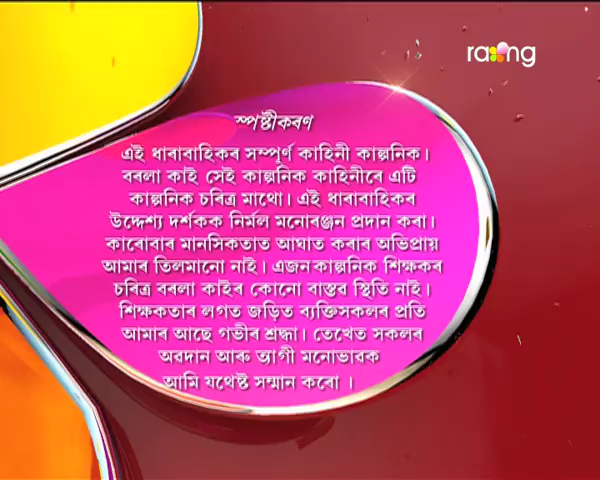 rang
স্পষ্টীকৰণ
এই ধাৰাবাহিকৰ সম্পূৰ্ণ কাহিনী কাল্পনিক।
বৰলা কাই সেই কাল্পনিক কাহিনীৰে এটি
কাল্পনিক চৰিত্ৰ মাথো। এই ধাৰাবাহিকৰ
উদ্দেশ্য দৰ্শকক নিৰ্মল মনোৰঞ্জন প্ৰদান কৰা।
কাৰোবাৰ মানসিকতাত আঘাত কৰাৰ অভিপ্ৰায়
আমাৰ তিলমানো নাই। এজন কাল্পনিক শিক্ষকৰ
চৰিত্ৰ বৰলা কাইৰ কোনো বাস্তৱ স্থিতি নাই।
শিক্ষকতাৰ লগত জড়িত ব্যক্তিসকলৰ প্ৰতি
আমাৰ আছে গভীৰ শ্ৰদ্ধা। তেখেত সকলৰ
অৱদান আৰু ত্যাগী মনোভাৱক
আমি যথেষ্ট সন্মান কৰো ।